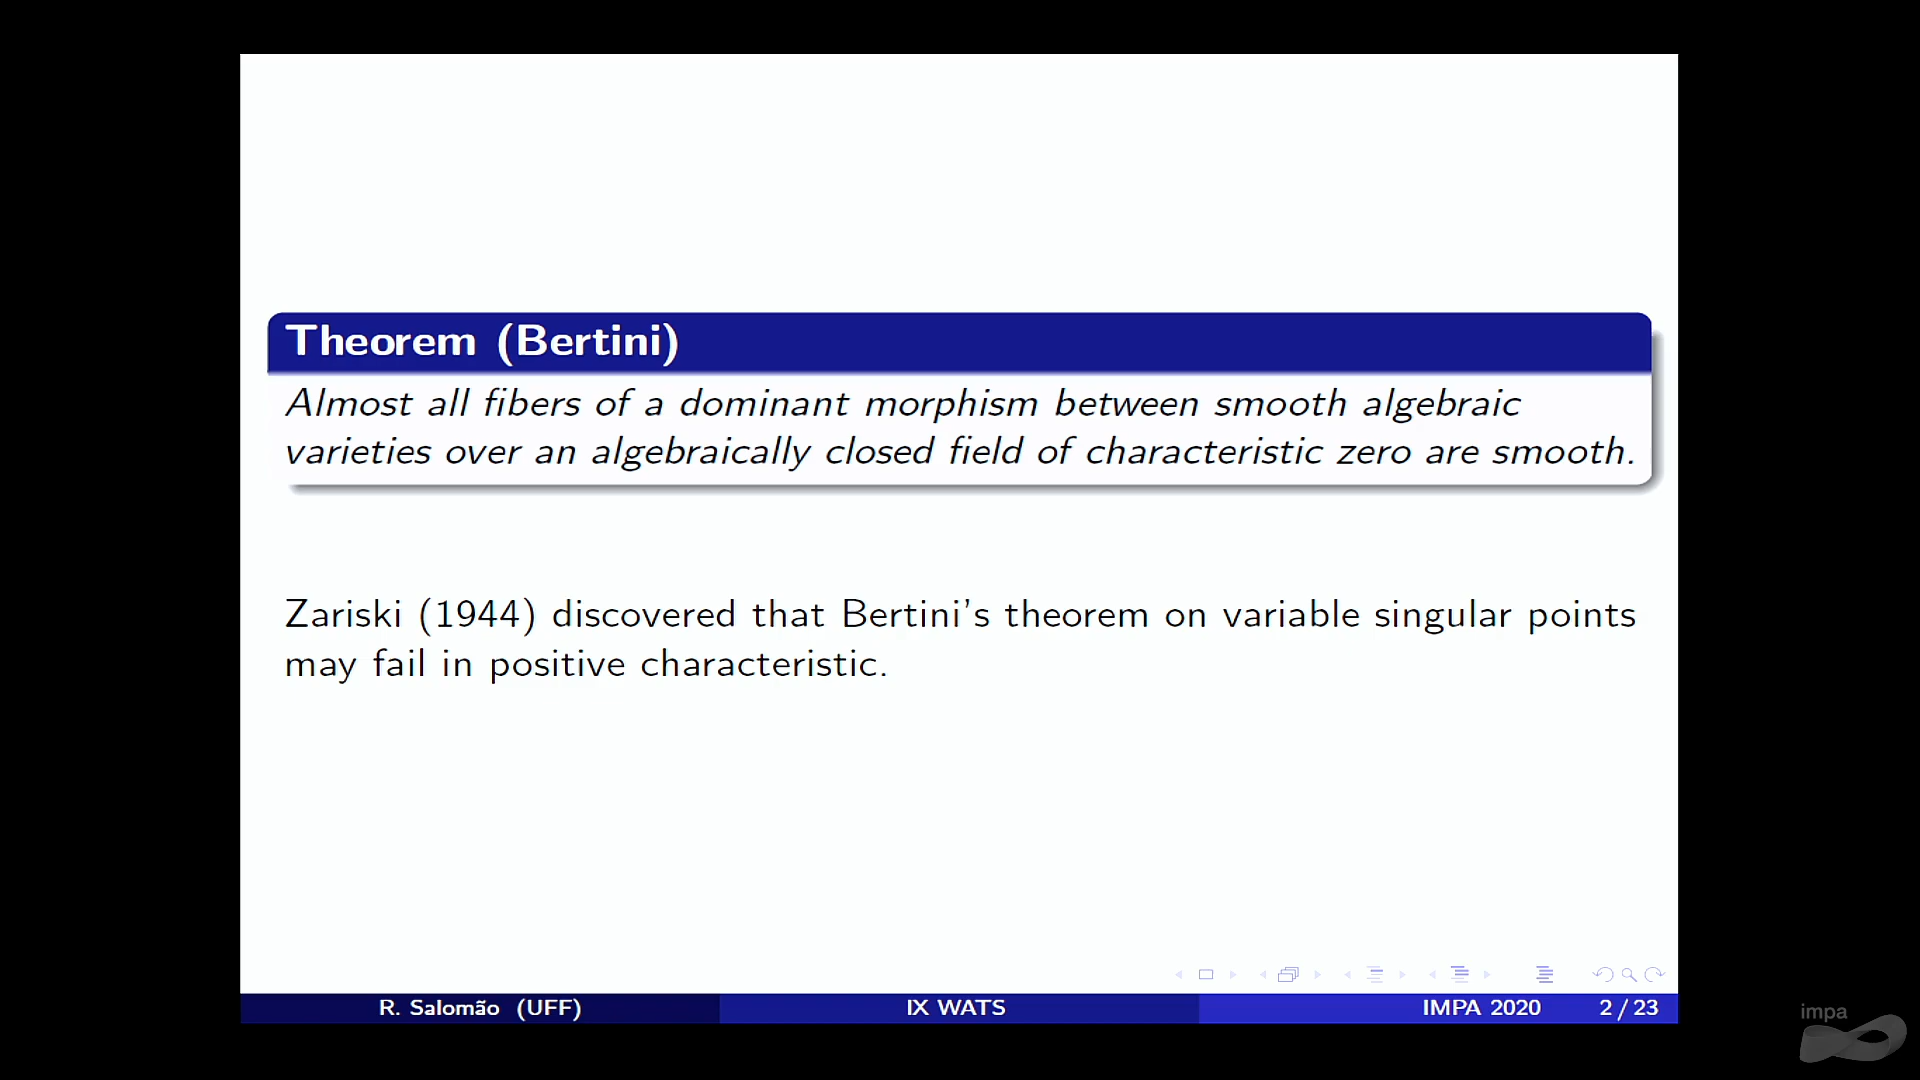 Theorem (Bertini)
Almost all fibers of a dominant morphism between smooth algebraic
varieties over an algebraically closed field of characteristic zero are smooth.
Zariski (1944) discovered that Bertini's theorem on variable singular points
may fail in positive characteristic.
R. Salomão (UFF) IX WATS IMPA 2020 2 / 23
impa